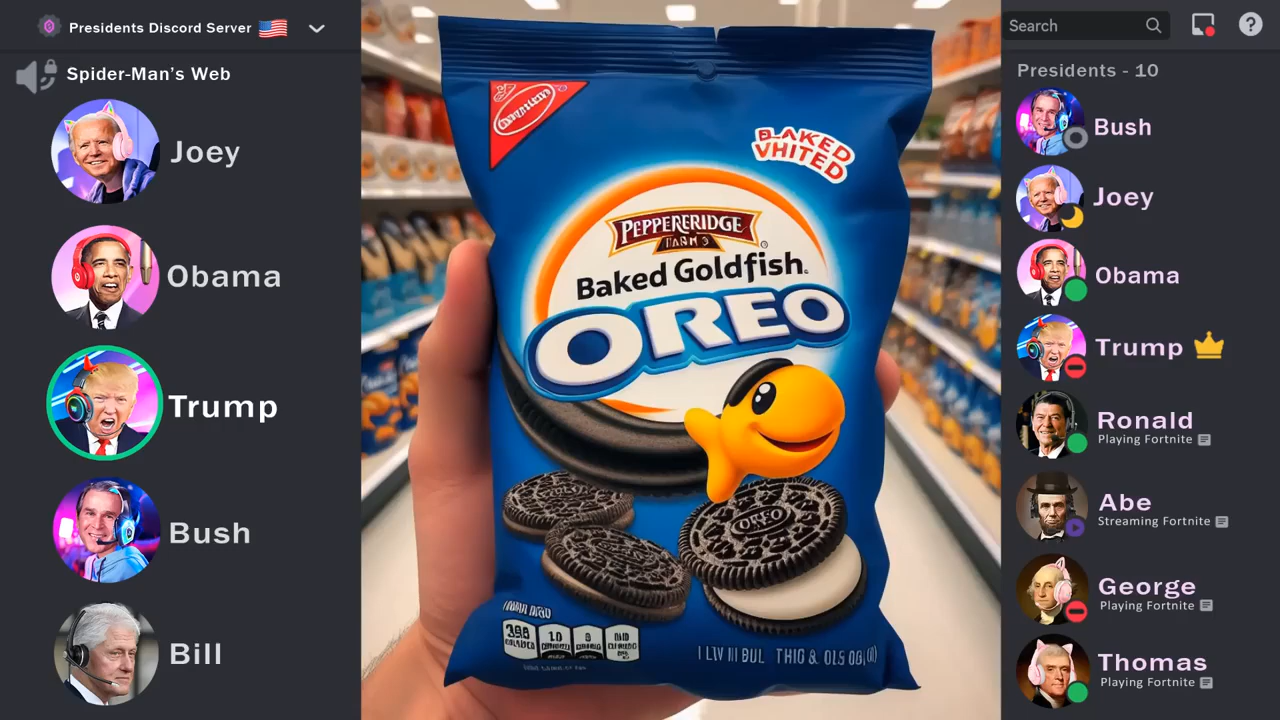 Presidents Discord Server
Spider-Man's Web
Joey
Obama
Trump
Bush
Bill
BAKED
VHITED
PEPPERERIDGE
Baked Goldfish.
OREO
OREO
Search
?
Presidents - 10
Bush
Joey
Obama
Trump
Ronald
Playing Fortnite
Abe
Streaming Fortnite
George
Playing Fortnite
Thomas
Playing Fortnite